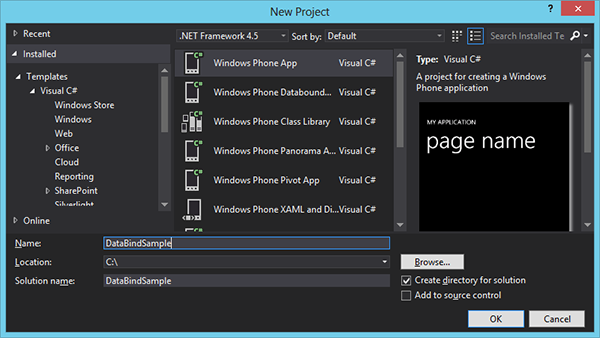 New Project
? ×
Recent
.NET Framework 4.5
Sort by:
Default
Search Installed Te
Installed
Templates
Visual C#
Windows Store
Windows
Web
Office
Cloud
Reporting
SharePoint
Silverlight
Online
Windows Phone App Visual C#
Windows Phone Databound... Visual C#
Windows Phone Class Library Visual C#
Windows Phone Panorama A... Visual C#
Windows Phone Pivot App Visual C#
Windows Phone XAML and Di... Visual C#
Type: Visual C#
A project for creating a Windows
Phone application
MY APPLICATION
page name
Name: DataBindSample
Location: C:\
Browse...
Solution name: DataBindSample
Create directory for solution
Add to source control
OK
Cancel